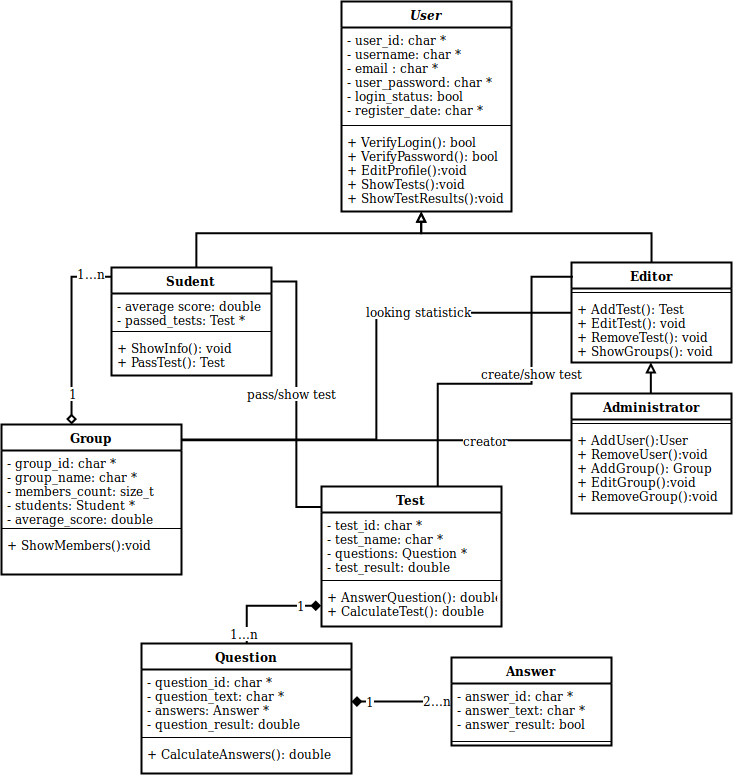 User
- user_id: char *
- username: char *
- email : char *
- user_password: char *
- login_status: bool
- register_date: char *
+ VerifyLogin(): bool
+ VerifyPassword(): bool
+ EditProfile():void
+ ShowTests():void
+ ShowTestResults():void
1...n
Sudent
- average score: double
- passed_tests: Test *
+ ShowInfo(): void
+ PassTest(): Test
Editor
+ AddTest(): Test
+ EditTest(): void
+ RemoveTest(): void
+ ShowGroups(): void
looking statistick
create/show test
pass/show test
1
Administrator
+ AddUser():User
+ RemoveUser():void
+ AddGroup(): Group
+ EditGroup():void
+ RemoveGroup():void
creator
Group
- group_id: char *
- group_name: char *
- members_count: size_t
- students: Student *
- average_score: double
+ ShowMembers():void
Test
- test_id: char *
- test_name: char *
- questions: Question *
- test_result: double
+ AnswerQuestion(): double
+ CalculateTest(): double
1
1...n
Question
- question_id: char *
- question_text: char *
- answers: Answer *
- question_result: double
+ CalculateAnswers(): double
1
2...n
Answer
- answer_id: char *
- answer_text: char *
- answer_result: bool